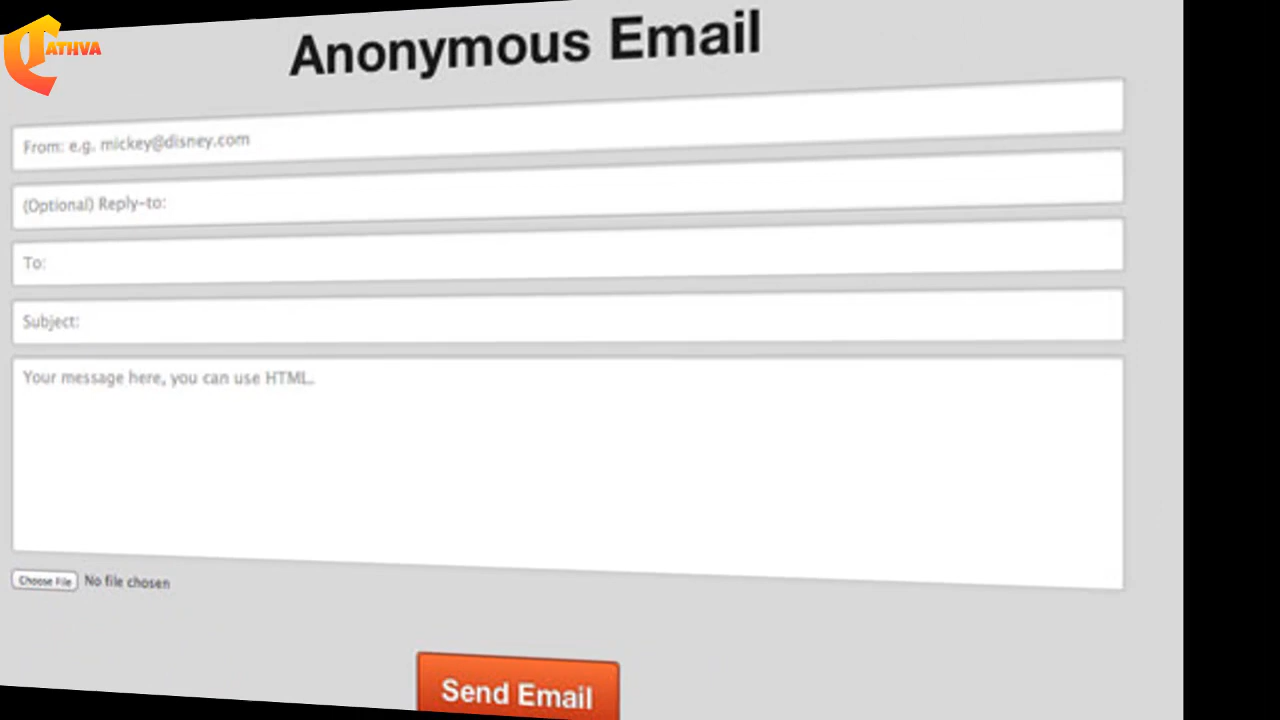 TATHVA
Anonymous Email
From: e.g. mickey@disney.com
(Optional) Reply-to:
To:
Subject:
Your message here, you can use HTML.
Choose File No file chosen
Send Email